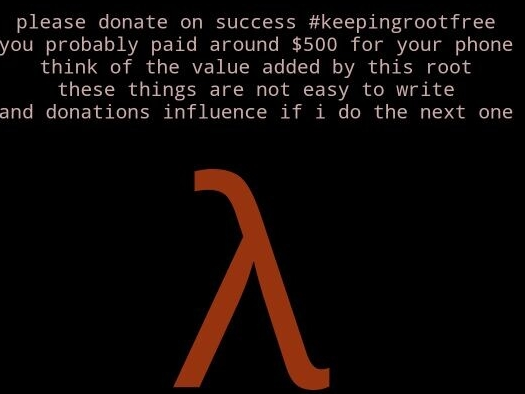 please donate on success #keepingrootfree
you probably paid around $500 for your phone
think of the value added by this root
these things are not easy to write
and donations influence if i do the next one
λ